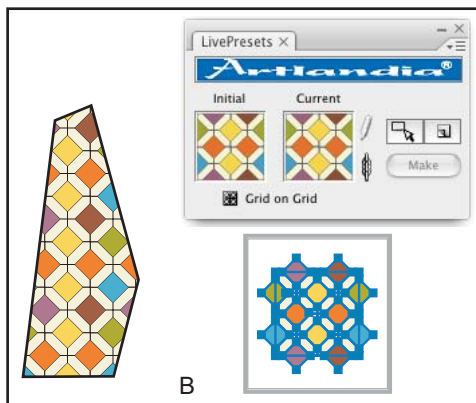 LivePresets ×
Artlandia®
Initial Current
Make
Grid on Grid
B